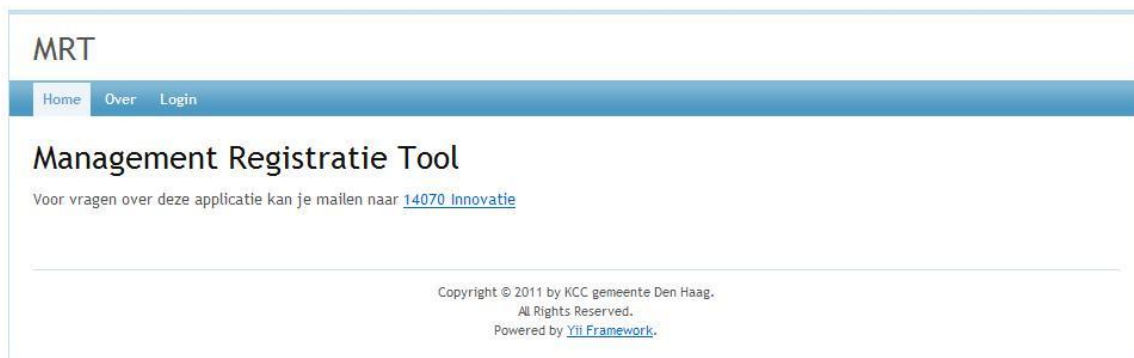 MRT
Home Over Login
Management Registratie Tool
Voor vragen over deze applicatie kan je mailen naar 14070 Innovatie
Copyright © 2011 by KCC gemeente Den Haag.
All Rights Reserved.
Powered by Yii Framework.